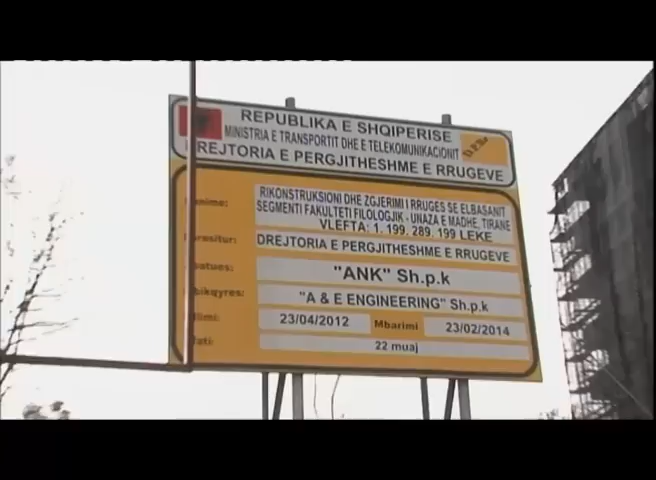 REPUBLIKA E SHQIPERISE
MINISTRIA E TRANSPORTIT DHE E TELEKOMUNIKACIONIT
DREJTORIA E PERGJITHESHME E RRUGEVE
RIKONSTRUKSIONI DHE ZGJERIMI I RRUGES SE ELBASANIT
SEGMENTI FAKULTETI FILOLOGJIK - UNAZA E MADHE, TIRANE
VLEFTA: 1. 199. 289. 199 LEKE
DREJTORIA E PERGJITHESHME E RRUGEVE
"ANK" Sh.p.k
"A & E ENGINEERING" Sh.p.k
23/04/2012 Mbarimi 23/02/2014
22 muaj